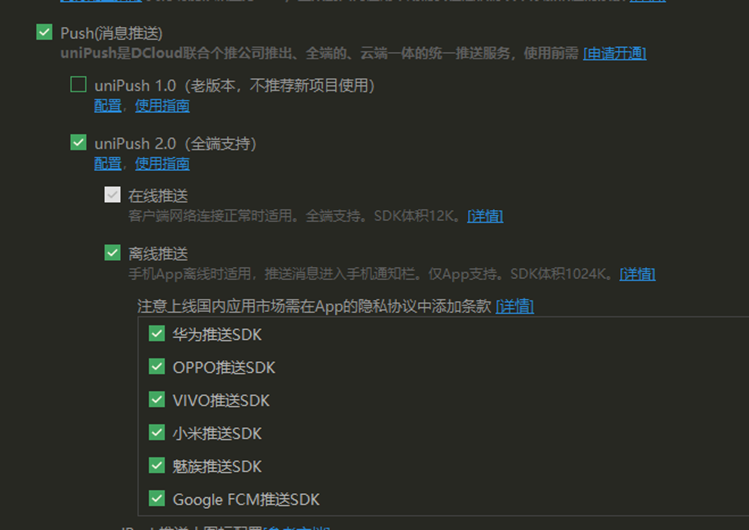 Push(消息推送)
uniPush是DCloud联合个推公司推出、全端的、云端一体的统一推送服务，使用前需 [申请开通]
uniPush 1.0（老版本，不推荐新项目使用）
配置，使用指南
uniPush 2.0（全端支持）
配置，使用指南
在线推送
客户端网络连接正常时适用。全端支持。SDK体积12K。[详情]
离线推送
手机App离线时适用，推送消息进入手机通知栏。仅App支持。SDK体积1024K。[详情]
注意上线国内应用市场需在App的隐私协议中添加条款 [详情]
华为推送SDK
OPPO推送SDK
VIVO推送SDK
小米推送SDK
魅族推送SDK
Google FCM推送SDK